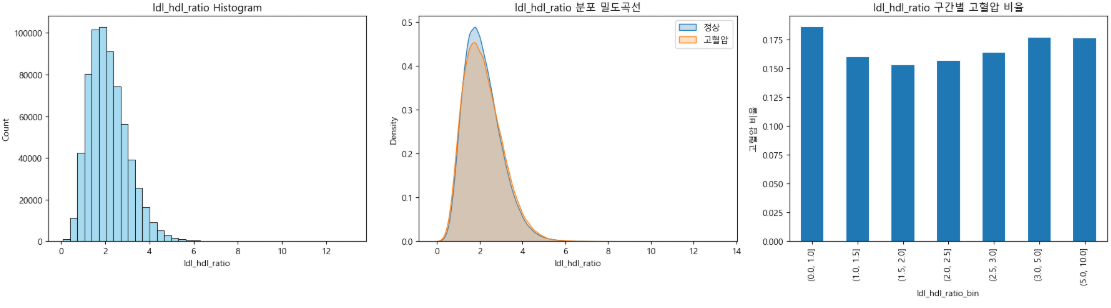 ldl_hdl_ratio Histogram
Count
100000
80000
60000
40000
20000
0
0 2 4 6 8 10 12
ldl_hdl_ratio
ldl_hdl_ratio 분포 밀도곡선
정상
고혈압
Density
0.5
0.4
0.3
0.2
0.1
0.0
0 2 4 6 8 10 12 14
ldl_hdl_ratio
ldl_hdl_ratio 구간별 고혈압 비율
고혈압 비율
0.175
0.150
0.125
0.100
0.075
0.050
0.025
0.000
(0.0, 1.0]
(1.0, 1.5]
(1.5, 2.0]
(2.0, 2.5]
(2.5, 3.0]
(3.0, 5.0]
(5.0, 10.0]
ldl_hdl_ratio_bin